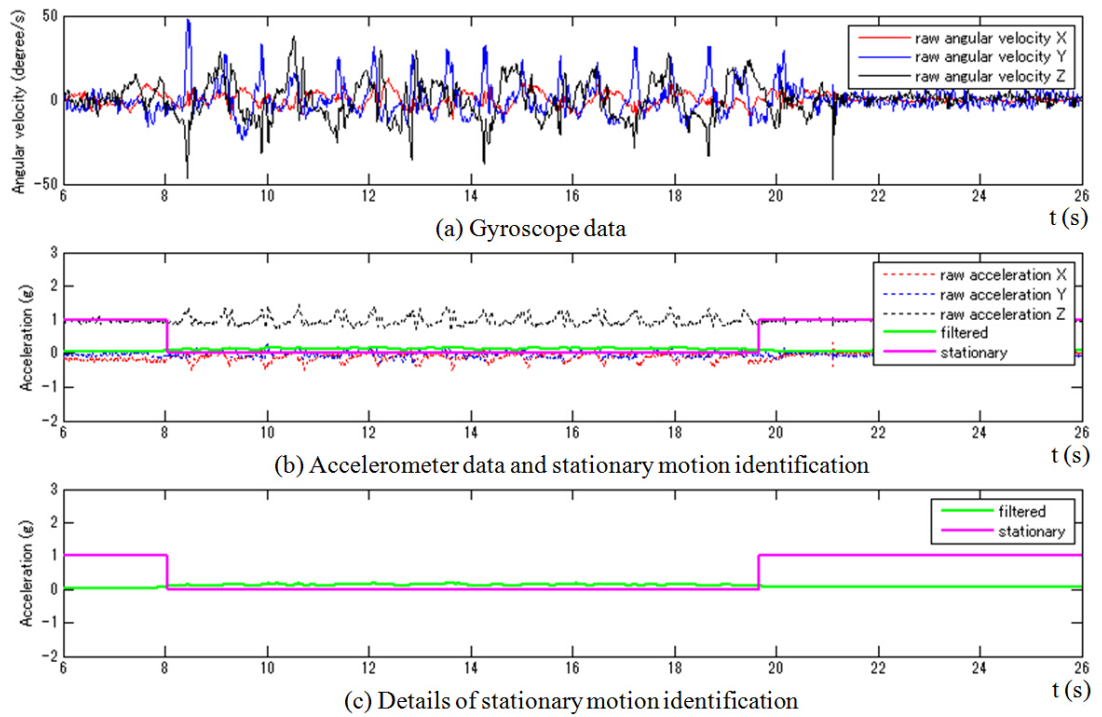 50
0
-50
Angular velocity (degree/s)
raw angular velocity X
raw angular velocity Y
raw angular velocity Z
6 8 10 12 14 16 18 20 22 24 26
t (s)
(a) Gyroscope data
3
2
1
0
-1
-2
Acceleration (g)
raw acceleration X
raw acceleration Y
raw acceleration Z
filtered
stationary
6 8 10 12 14 16 18 20 22 24 26
t (s)
(b) Accelerometer data and stationary motion identification
3
2
1
0
-1
-2
Acceleration (g)
filtered
stationary
6 8 10 12 14 16 18 20 22 24 26
t (s)
(c) Details of stationary motion identification